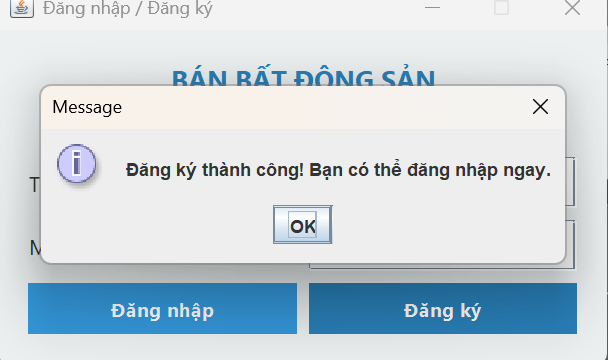 Đăng nhập / Đăng ký
BÁN BẤT ĐỘNG SẢN
Message
Đăng ký thành công! Bạn có thể đăng nhập ngay.
T
OK
M
Đăng nhập
Đăng ký